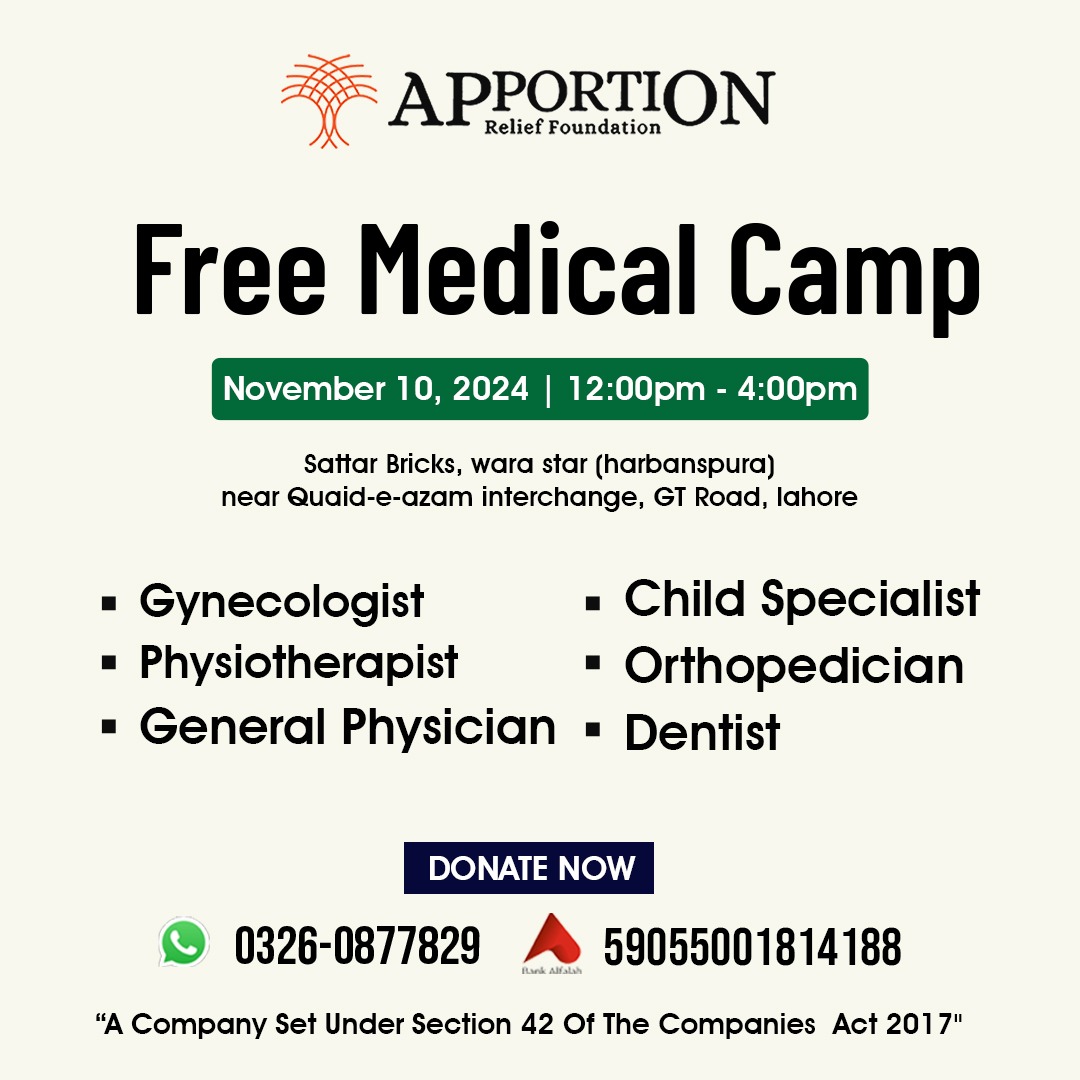 APPORTION
Relief Foundation
Free Medical Camp
November 10, 2024 | 12:00pm - 4:00pm
Sattar Bricks, wara star (harbanspura)
near Quaid-e-azam interchange, GT Road, lahore
▪ Gynecologist
▪ Physiotherapist
▪ General Physician
▪ Child Specialist
▪ Orthopedician
▪ Dentist
DONATE NOW
0326-0877829
Bank Alfalah
59055001814188
“A Company Set Under Section 42 Of The Companies  Act 2017"